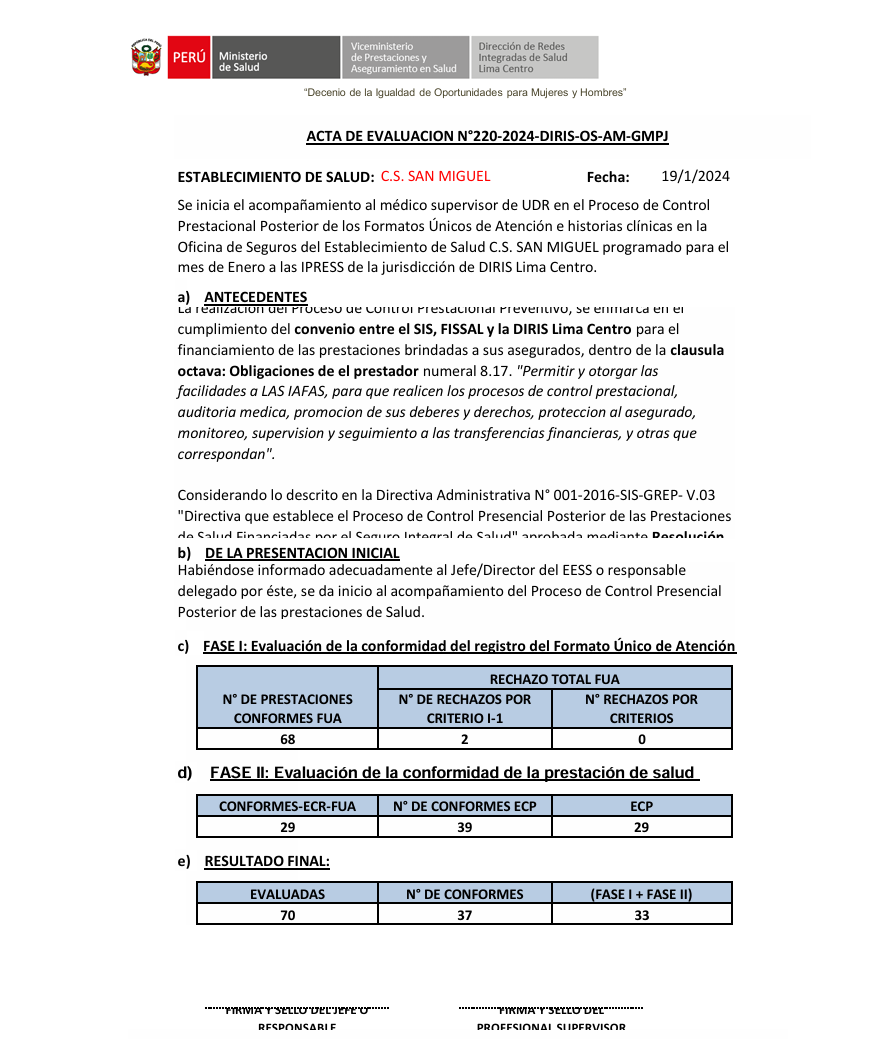 PERÚ
Ministerio
de Salud
Viceministerio
de Prestaciones y
Aseguramiento en Salud
Dirección de Redes
Integradas de Salud
Lima Centro
“Decenio de la Igualdad de Oportunidades para Mujeres y Hombres”
ACTA DE EVALUACION N°220-2024-DIRIS-OS-AM-GMPJ
ESTABLECIMIENTO DE SALUD: C.S. SAN MIGUEL Fecha: 19/1/2024
Se inicia el acompañamiento al médico supervisor de UDR en el Proceso de Control
Prestacional Posterior de los Formatos Únicos de Atención e historias clínicas en la
Oficina de Seguros del Establecimiento de Salud C.S. SAN MIGUEL programado para el
mes de Enero a las IPRESS de la jurisdicción de DIRIS Lima Centro.
a) ANTECEDENTES
La realización del Proceso de Control Prestacional Preventivo, se enmarca en el
cumplimiento del convenio entre el SIS, FISSAL y la DIRIS Lima Centro para el
financiamiento de las prestaciones brindadas a sus asegurados, dentro de la clausula
octava: Obligaciones de el prestador numeral 8.17. "Permitir y otorgar las
facilidades a LAS IAFAS, para que realicen los procesos de control prestacional,
auditoria medica, promocion de sus deberes y derechos, proteccion al asegurado,
monitoreo, supervision y seguimiento a las transferencias financieras, y otras que
correspondan".
Considerando lo descrito en la Directiva Administrativa N° 001-2016-SIS-GREP- V.03
"Directiva que establece el Proceso de Control Presencial Posterior de las Prestaciones
de Salud Financiadas por el Seguro Integral de Salud" aprobada mediante Resolución
b) DE LA PRESENTACION INICIAL
Habiéndose informado adecuadamente al Jefe/Director del EESS o responsable
delegado por éste, se da inicio al acompañamiento del Proceso de Control Presencial
Posterior de las prestaciones de Salud.
c) FASE I: Evaluación de la conformidad del registro del Formato Único de Atención
RECHAZO TOTAL FUA
N° DE PRESTACIONES CONFORMES FUA
N° DE RECHAZOS POR CRITERIO I-1
N° RECHAZOS POR CRITERIOS
68 2 0
d) FASE II: Evaluación de la conformidad de la prestación de salud
CONFORMES-ECR-FUA N° DE CONFORMES ECP ECP
29 39 29
e) RESULTADO FINAL:
EVALUADAS N° DE CONFORMES (FASE I + FASE II)
70 37 33
FIRMA Y SELLO DEL JEFE O
RESPONSABLE
FIRMA Y SELLO DEL
PROFESIONAL SUPERVISOR